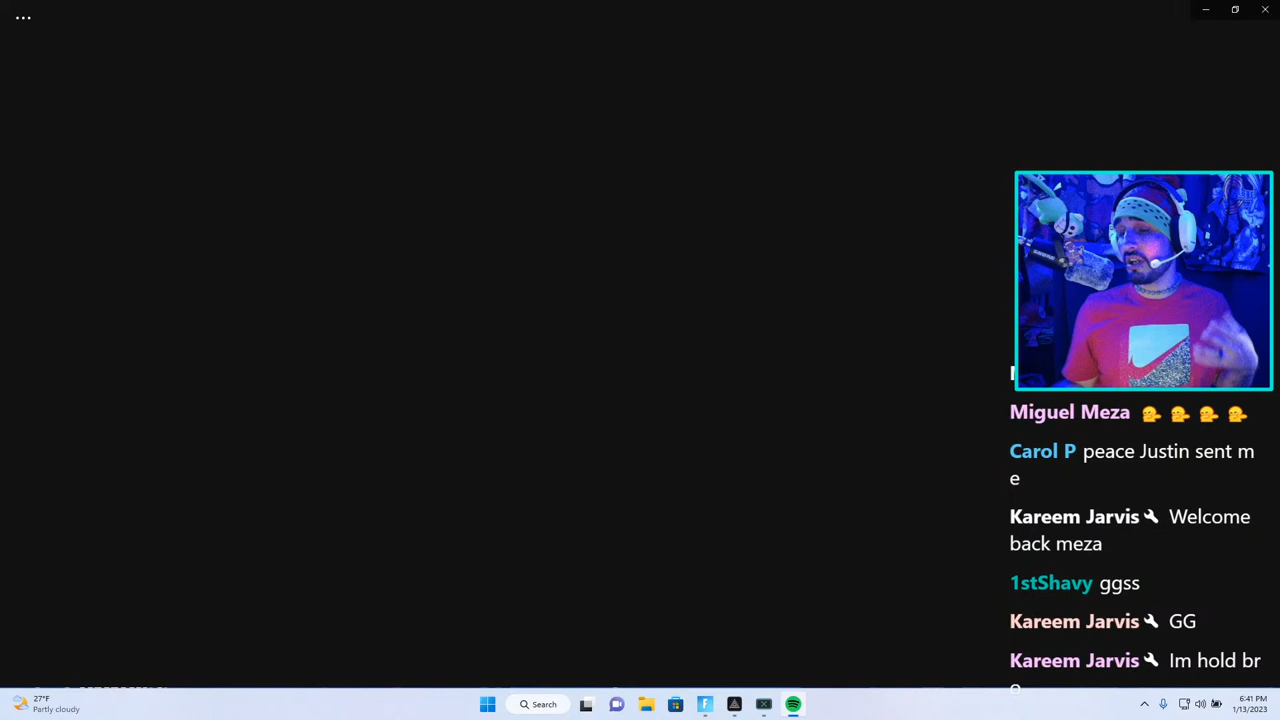 ...
Miguel Meza
Carol P peace Justin sent m
e
Kareem Jarvis Welcome
back meza
1stShavy ggss
Kareem Jarvis GG
Kareem Jarvis Im hold br
27°F
Partly cloudy
Search
6:41 PM
1/13/2023